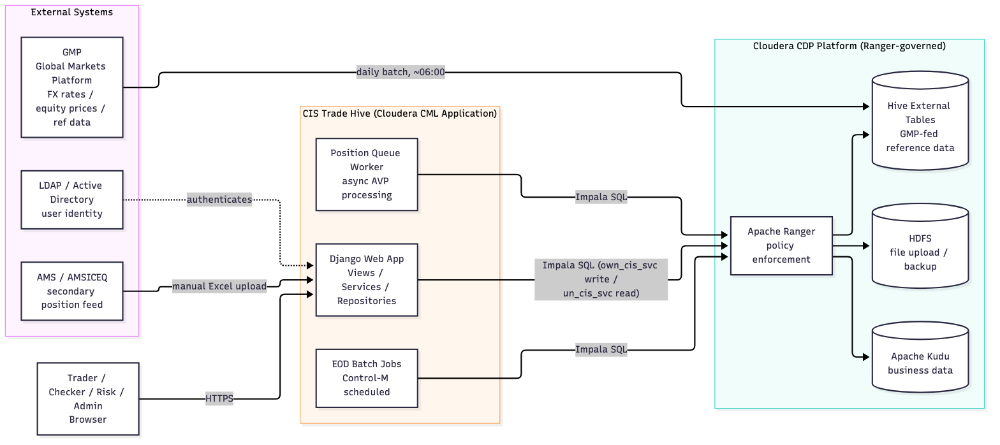 External Systems
GMP
Global Markets
Platform
FX rates /
equity prices /
ref data
LDAP / Active
Directory
user identity
AMS / AMSICEQ
secondary
position feed
Trader /
Checker / Risk /
Admin
Browser
daily batch, ~06:00
authenticates
manual Excel upload
HTTPS
CIS Trade Hive (Cloudera CML Application)
Position Queue
Worker
async AVP
processing
Django Web App
Views /
Services /
Repositories
EOD Batch Jobs
Control-M
scheduled
Impala SQL
Impala SQL (own_cis_svc
write /
un_cis_svc read)
Impala SQL
Cloudera CDP Platform (Ranger-governed)
Apache Ranger
policy
enforcement
Hive External
Tables
GMP-fed
reference data
HDFS
file upload /
backup
Apache Kudu
business data